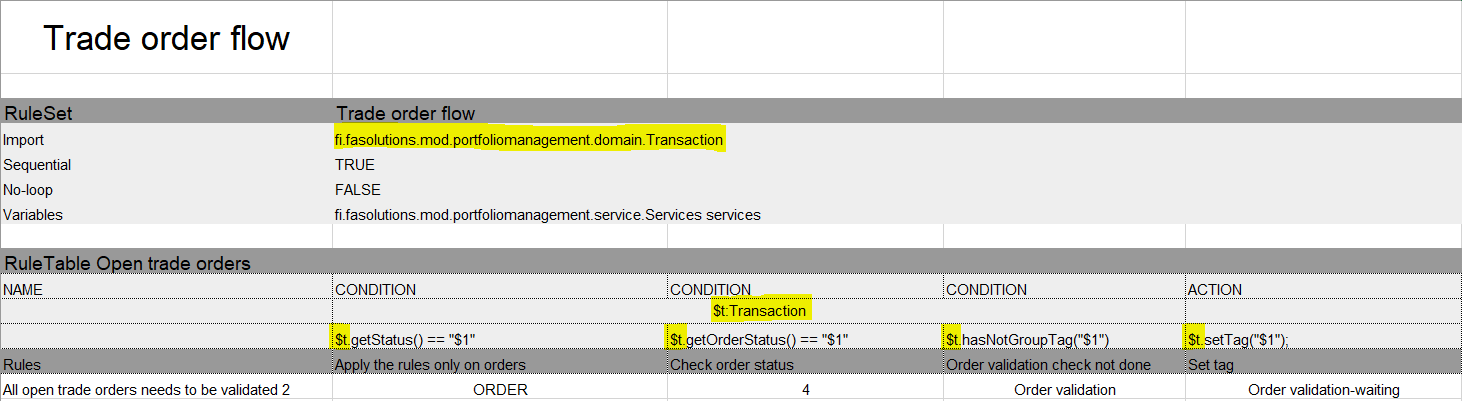 Trade order flow
RuleSet Trade order flow
Import fi.fasolutions.mod.portfoliomanagement.domain.Transaction
Sequential TRUE
No-loop FALSE
Variables fi.fasolutions.mod.portfoliomanagement.service.Services services
RuleTable Open trade orders
NAME CONDITION CONDITION CONDITION ACTION
$t:Transaction
$t.getStatus() == "$1" $t.getOrderStatus() == "$1" $t.hasNotGroupTag("$1") $t.setTag("$1");
Rules Apply the rules only on orders Check order status Order validation check not done Set tag
All open trade orders needs to be validated 2 ORDER 4 Order validation Order validation-waiting